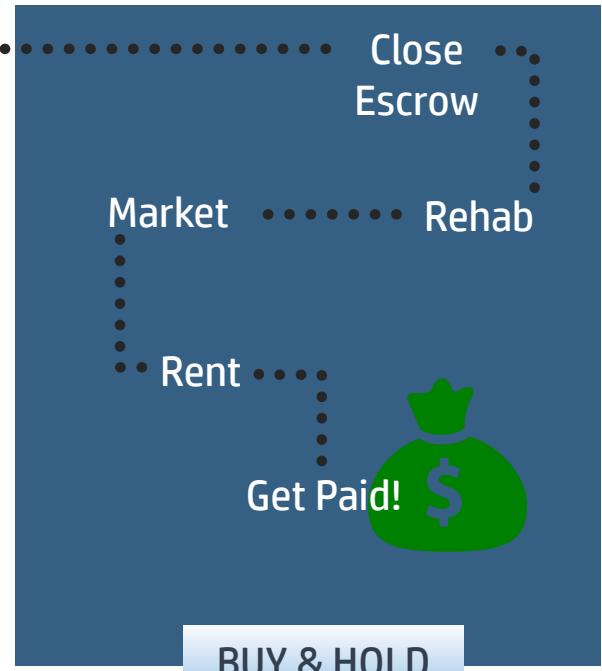 Close
Escrow
Market
Rehab
Rent
Get Paid!
$
BUY & HOLD